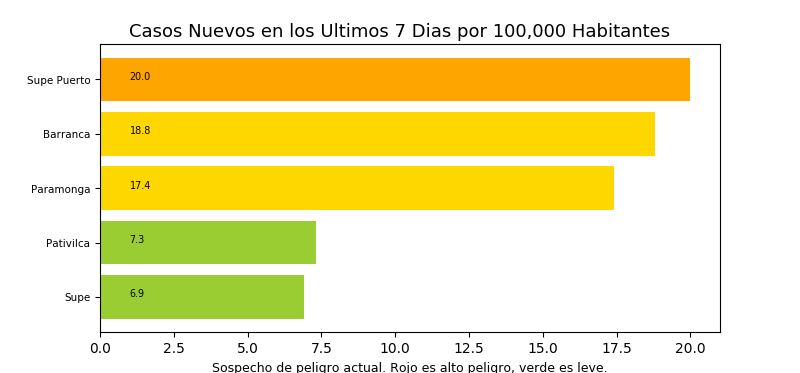 Casos Nuevos en los Ultimos 7 Dias por 100,000 Habitantes
Supe Puerto 20.0
Barranca 18.8
Paramonga 17.4
Pativilca 7.3
Supe 6.9
0.0 2.5 5.0 7.5 10.0 12.5 15.0 17.5 20.0
Sospecho de peligro actual. Rojo es alto peligro, verde es leve.